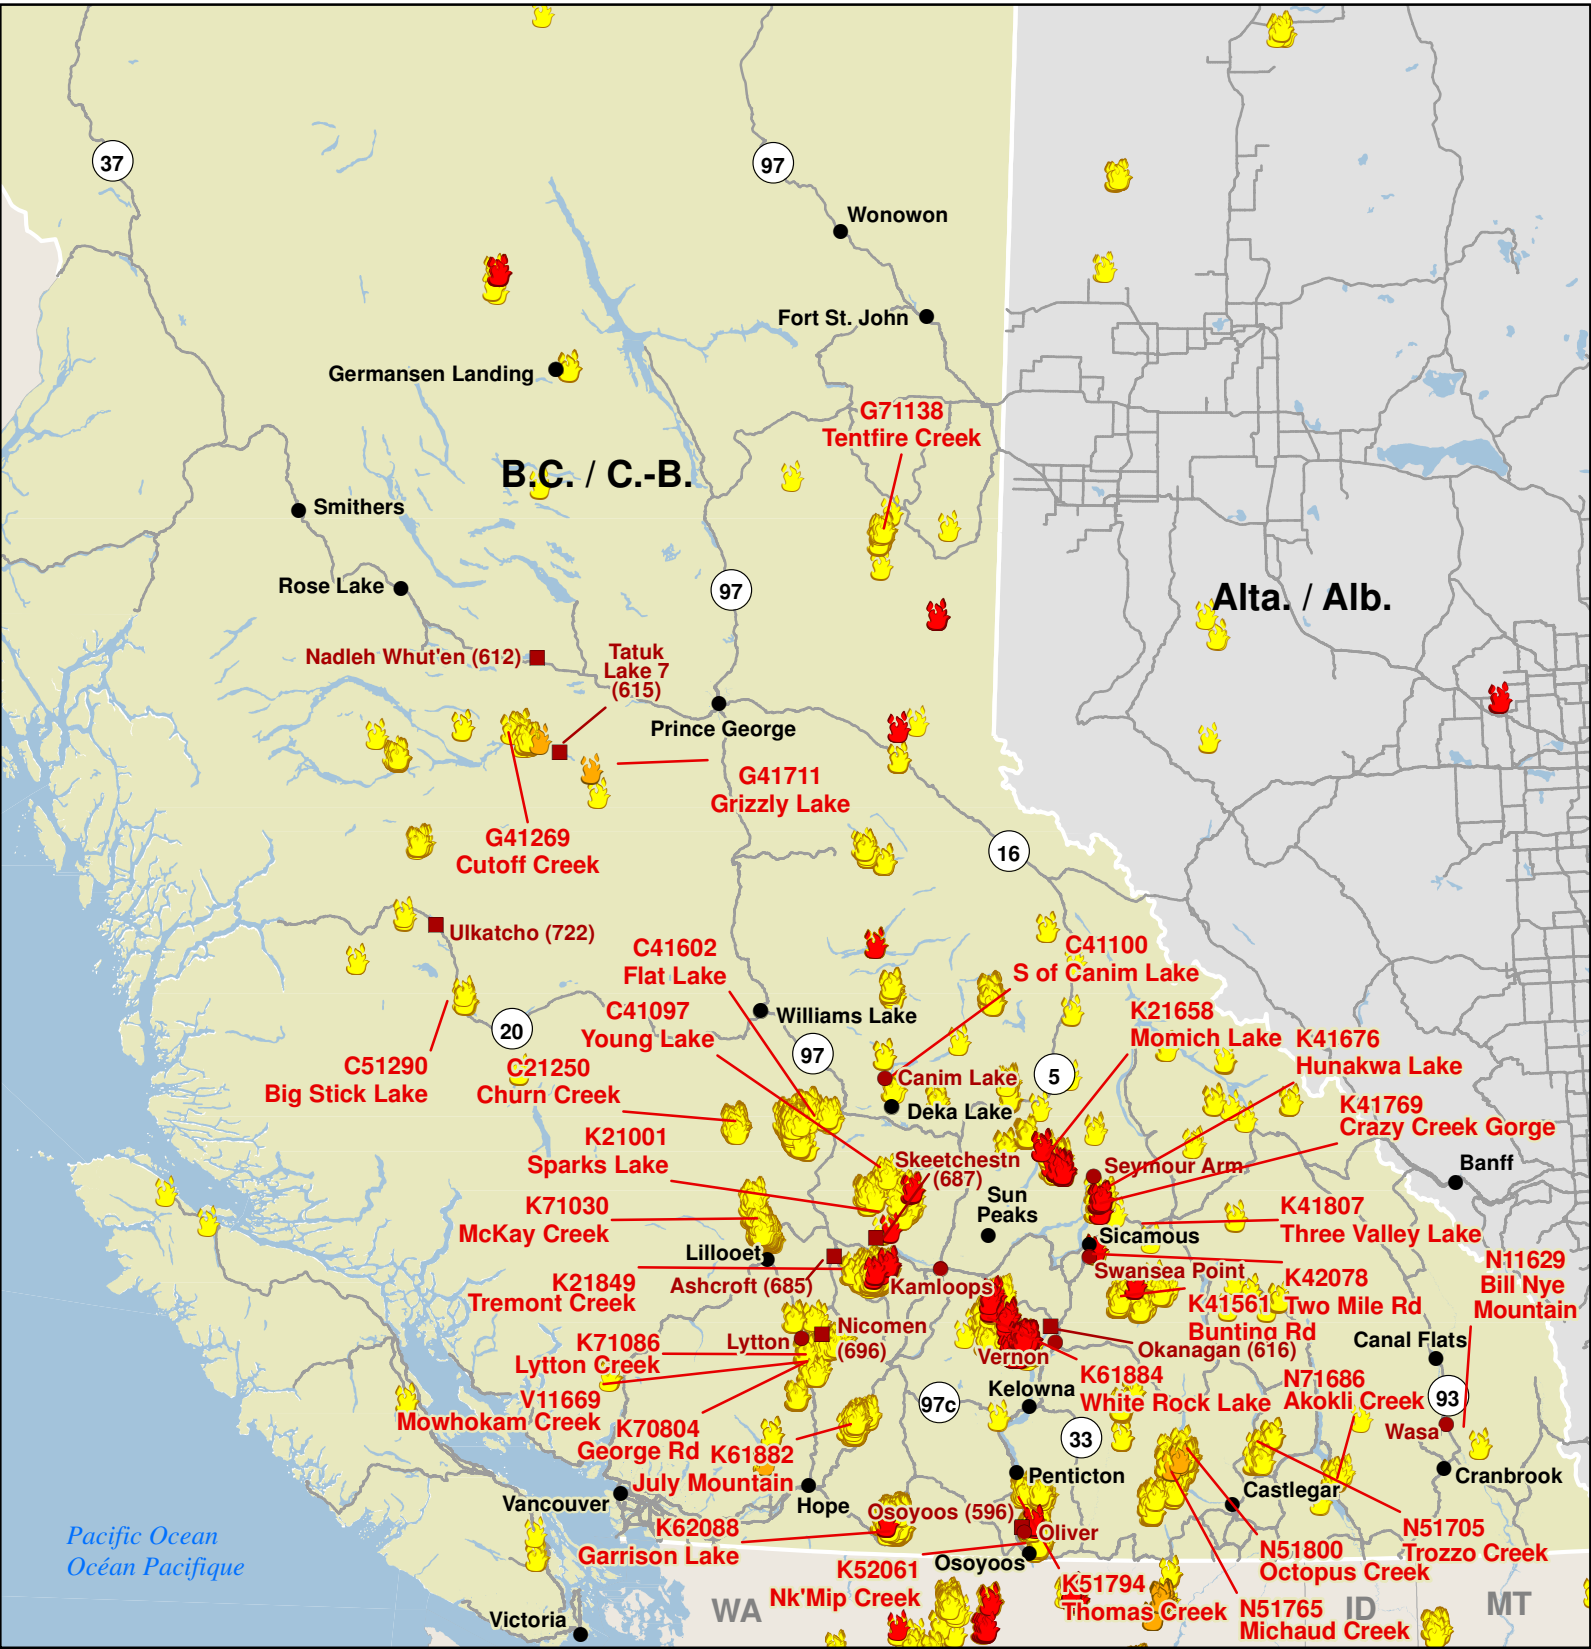 37
97
Wonowon
Fort St. John
Germansen Landing
G71138
Tentfire Creek
B.C. / C.-B.
Smithers
Rose Lake
97
Alta. / Alb.
Nadleh Whut'en (612)
Tatuk
Lake 7
(615)
Prince George
G41711
Grizzly Lake
G41269
Cutoff Creek
16
Ulkatcho (722)
C41602
Flat Lake
C41100
S of Canim Lake
C41097
Young Lake
Williams Lake
20
97
K21658
Momich Lake
K41676
Hunakwa Lake
C51290
Big Stick Lake
C21250
Churn Creek
Canim Lake
5
Deka Lake
K41769
Crazy Creek Gorge
K21001
Sparks Lake
Skeetchestn
(687)
Seymour Arm
Banff
Sun
Peaks
K71030
McKay Creek
K41807
Three Valley Lake
Lillooet
Sicamous
K21849
Tremont Creek
Ashcroft (685)
Kamloops
Swansea Point
N11629
Bill Nye
Mountain
K42078
Two Mile Rd
K41561
Bunting Rd
Nicomen
(696)
Lytton
K71086
Lytton Creek
Vernon
Okanagan (616)
Canal Flats
V11669
Mowhokam Creek
97c
Kelowna
K61884
White Rock Lake
N71686
Akokli Creek
93
Wasa
K70804
George Rd
K61882
July Mountain
33
Penticton
Cranbrook
Castlegar
Vancouver
Hope
Osoyoos (596)
Oliver
K62088
Garrison Lake
Osoyoos
N51705
Trozzo Creek
N51800
Octopus Creek
Pacific Ocean
Océan Pacifique
K52061
Nk'Mip Creek
K51794
Thomas Creek
N51765
Michaud Creek
Victoria
WA
ID
MT